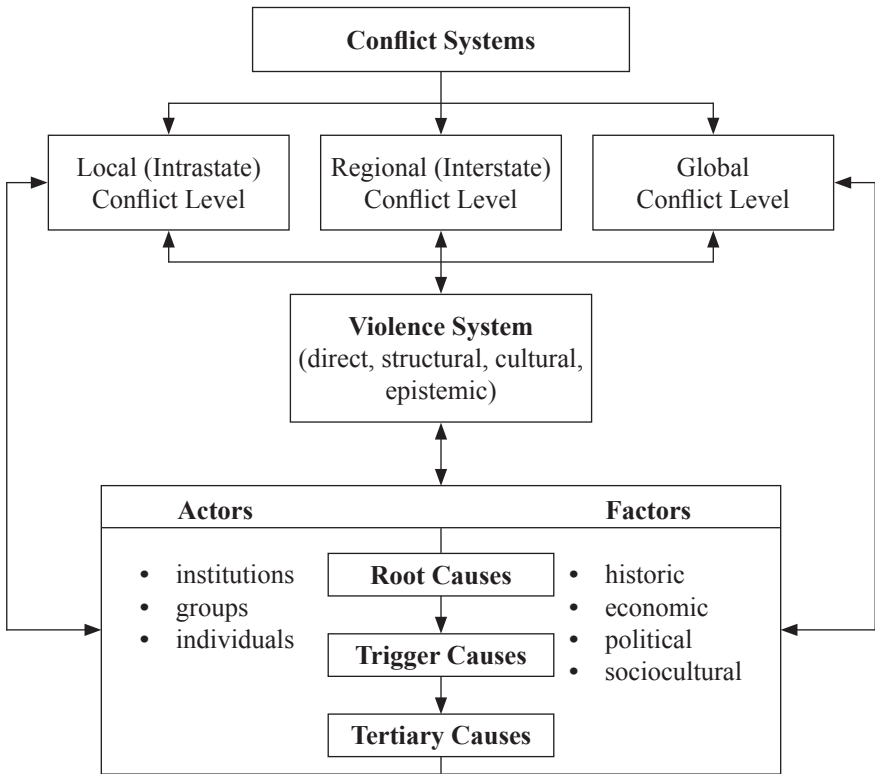 Conflict Systems
Local (Intrastate)
Conflict Level
Regional (Interstate)
Conflict Level
Global
Conflict Level
Violence System
(direct, structural, cultural,
epistemic)
Actors
Factors
• institutions
• groups
• individuals
Root Causes
Trigger Causes
Tertiary Causes
• historic
• economic
• political
• sociocultural